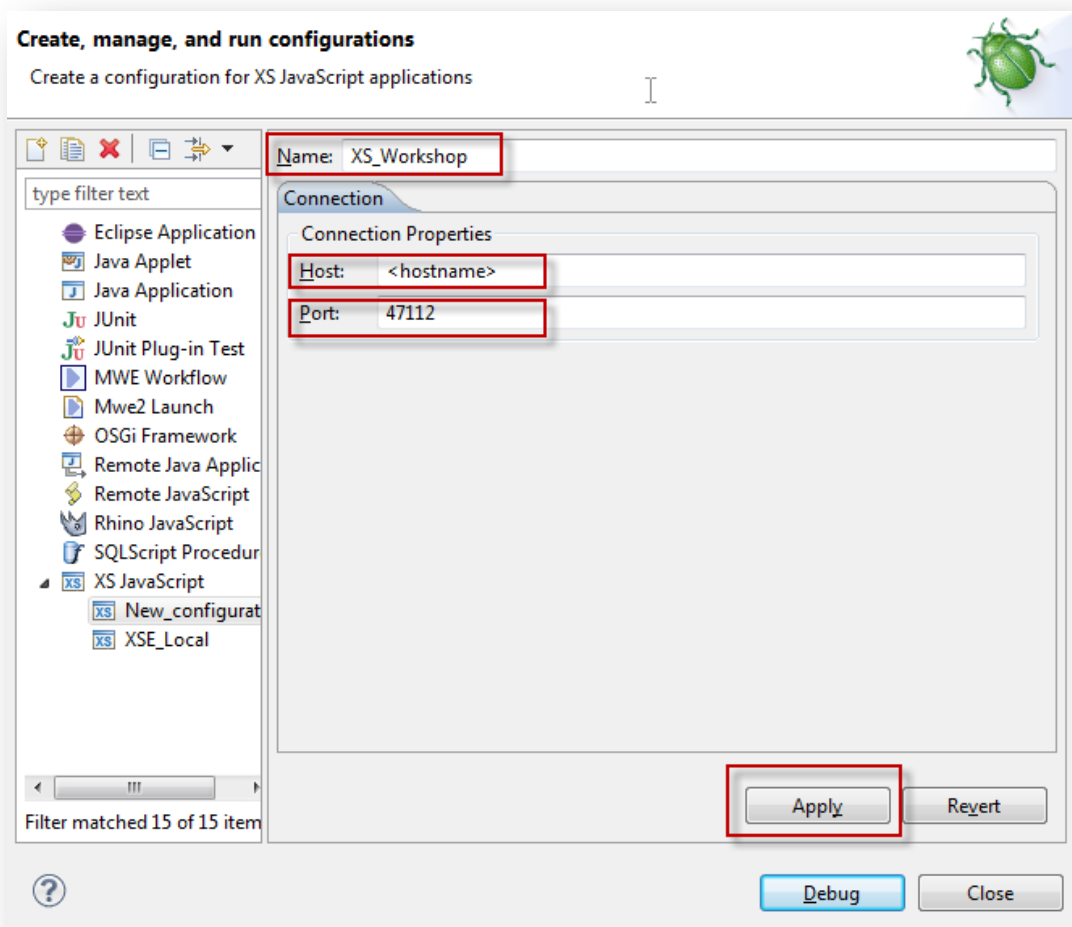 Create, manage, and run configurations
Create a configuration for XS JavaScript applications
type filter text
Eclipse Application
Java Applet
Java Application
JUnit
JUnit Plug-in Test
MWE Workflow
Mwe2 Launch
OSGi Framework
Remote Java Applic
Remote JavaScript
Rhino JavaScript
SQLScript Procedur
XS JavaScript
New_configurat
XSE_Local
Filter matched 15 of 15 item
Name: XS_Workshop
Connection
Connection Properties
Host: <hostname>
Port: 47112
Apply Revert
Debug Close